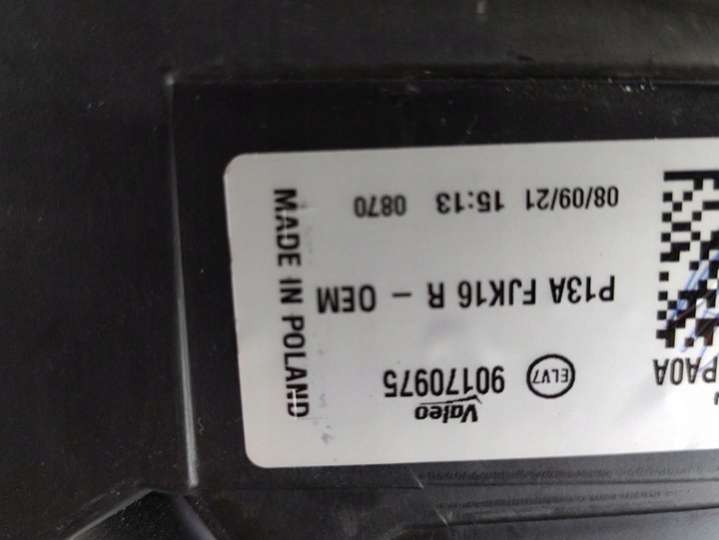 Valeo
90170975 ELV7
PA0A
P13A FJK16 R - OEM
08/09/21 15:13 0870
MADE IN POLAND